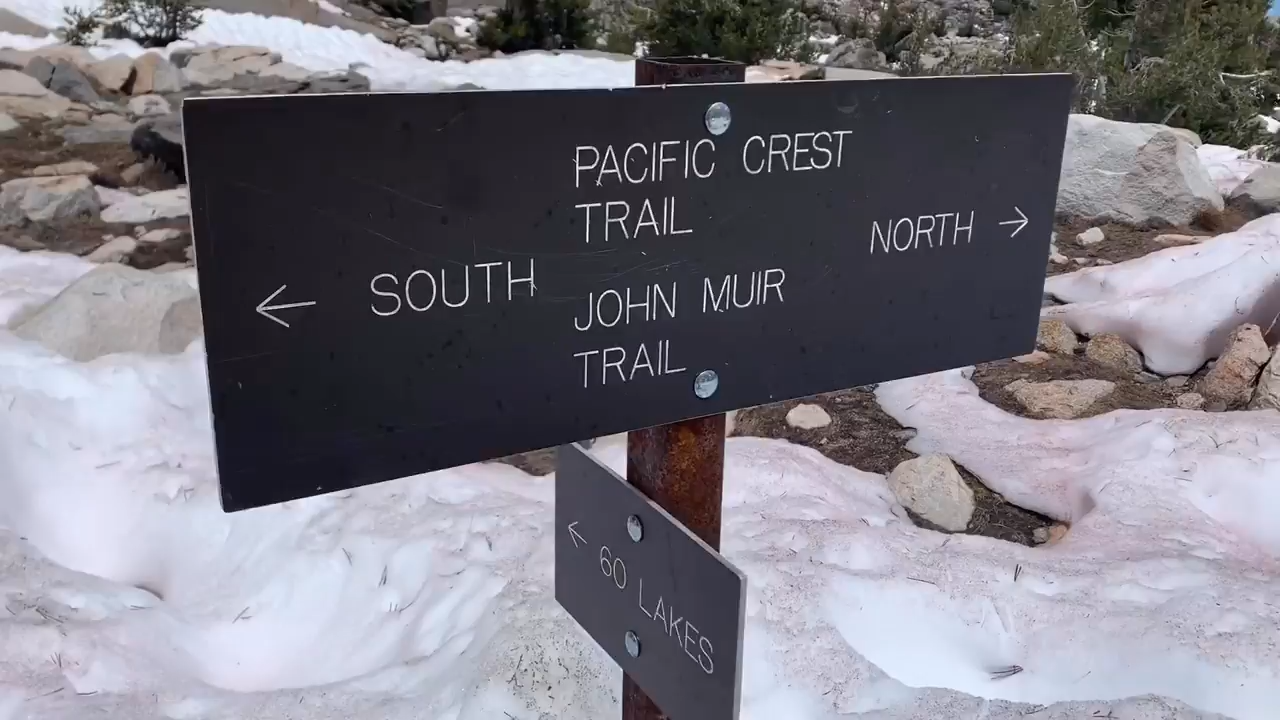 PACIFIC CREST
TRAIL
NORTH →
← SOUTH
JOHN MUIR
TRAIL
← 60 LAKES